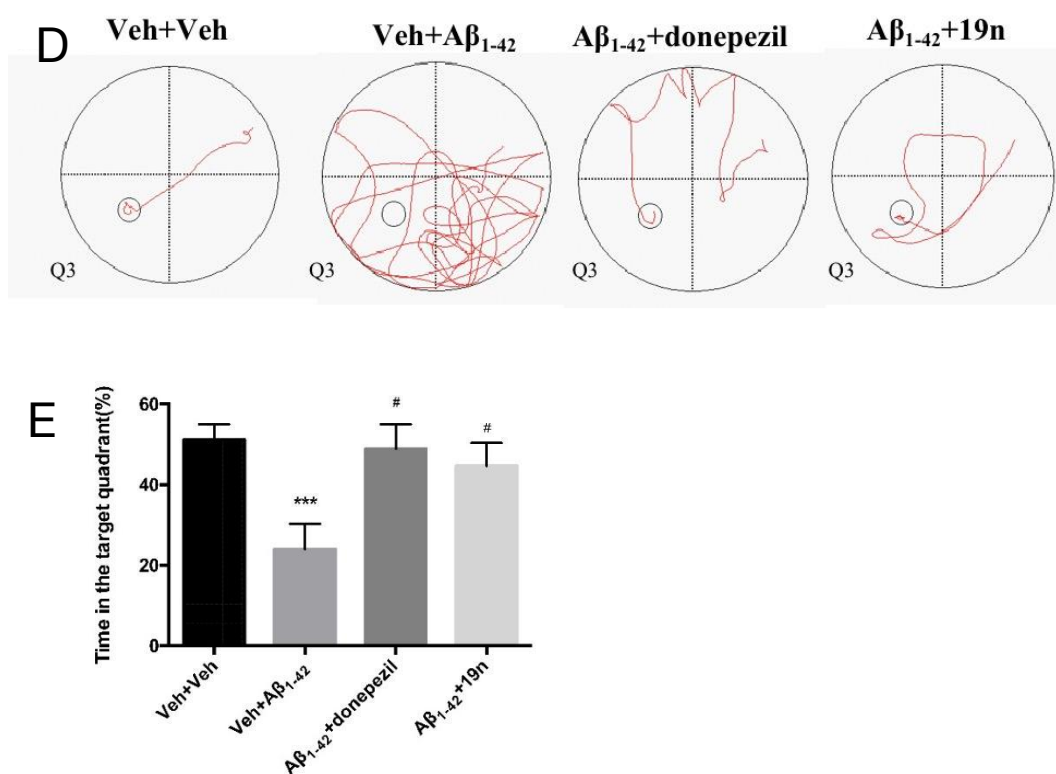 D
Veh+Veh
Veh+Aβ1-42
Aβ1-42+donepezil
Aβ1-42+19n
Q3
Q3
Q3
Q3
E
Time in the target quadrant(%)
60
40
20
0
***
#
#
Veh+Veh
Veh+Aβ1-42
Aβ1-42+donepezil
Aβ1-42+19n